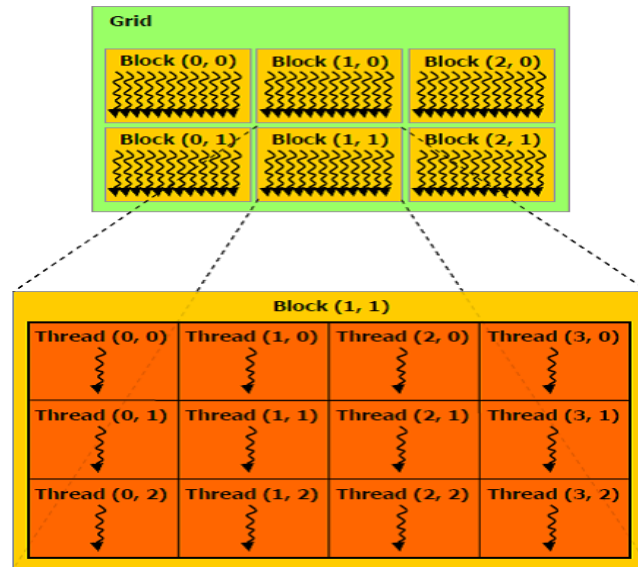 Grid
Block (0, 0) Block (1, 0) Block (2, 0)
Block (0, 1) Block (1, 1) Block (2, 1)
Block (1, 1)
Thread (0, 0) Thread (1, 0) Thread (2, 0) Thread (3, 0)
Thread (0, 1) Thread (1, 1) Thread (2, 1) Thread (3, 1)
Thread (0, 2) Thread (1, 2) Thread (2, 2) Thread (3, 2)